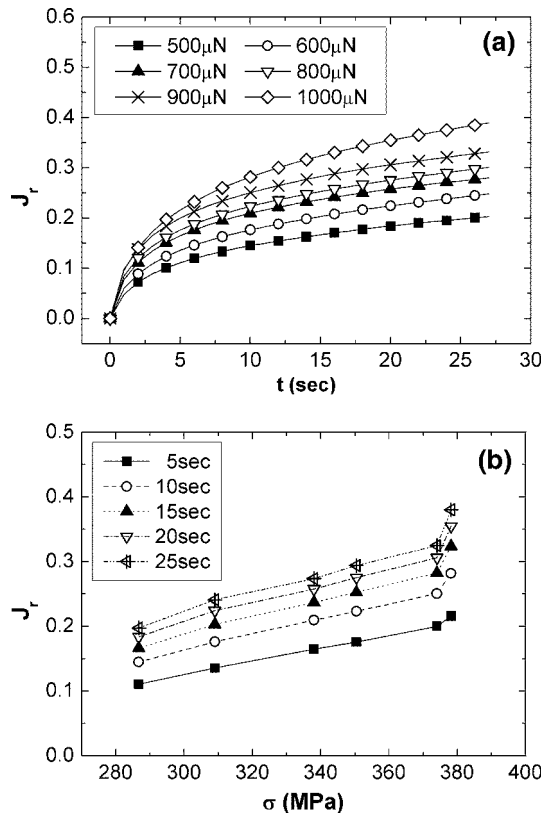 (a)
500μN 600μN
700μN 800μN
900μN 1000μN
0.6
0.5
0.4
0.3
0.2
0.1
0.0
J_r
0 5 10 15 20 25 30
t (sec)
(b)
5sec
10sec
15sec
20sec
25sec
0.5
0.4
0.3
0.2
0.1
0.0
J_r
280 300 320 340 360 380 400
σ (MPa)